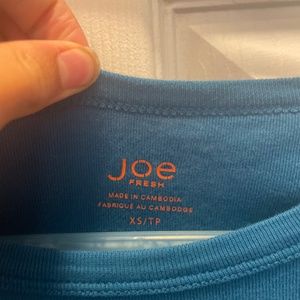 Joe
FRESH
MADE IN CAMBODIA
FABRIQUÉ AU CAMBODGE
XS/TP